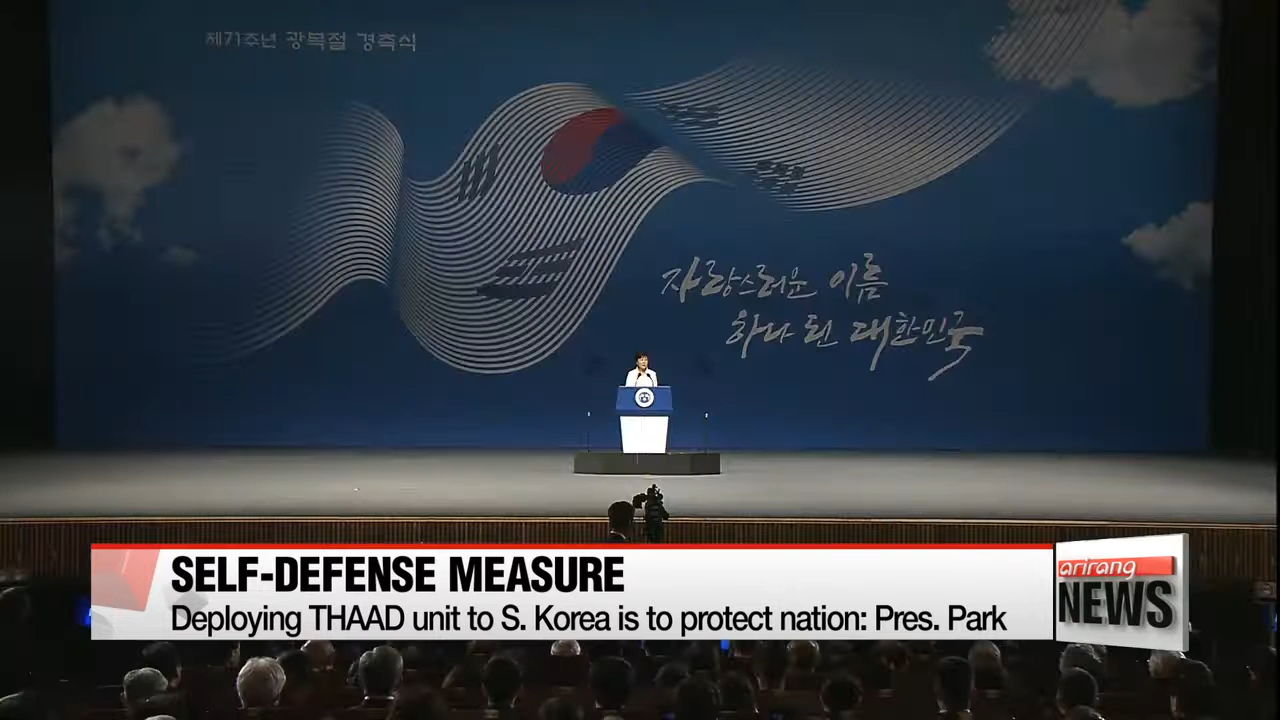 제71주년 광복절 경축식
자랑스러운 이름
하나 된 대한민국
SELF-DEFENSE MEASURE
Deploying THAAD unit to S. Korea is to protect nation: Pres. Park
arirang
NEWS